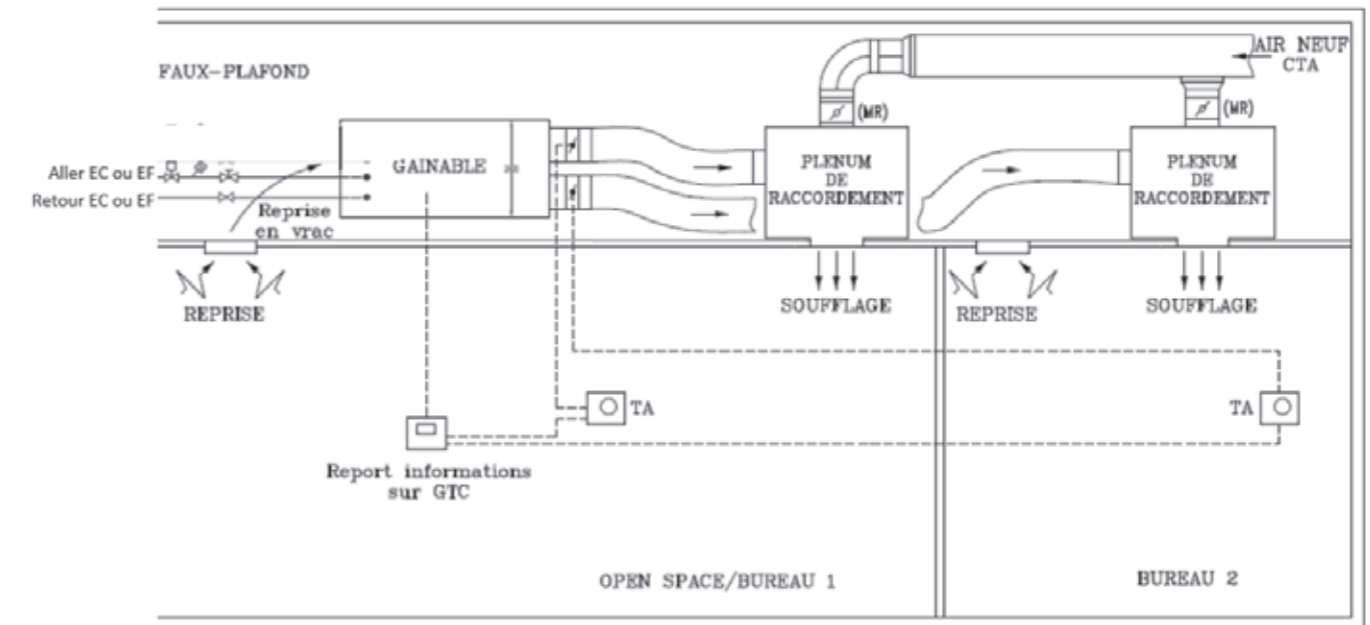 AIR NEUF
CTA
FAUX-PLAFOND
(MR)
(MR)
GAINABLE
PLENUM
DE
RACCORDEMENT
PLENUM
DE
RACCORDEMENT
Aller EC ou EF
Retour EC ou EF
Reprise
en vrac
REPRISE
SOUFFLAGE
REPRISE
SOUFFLAGE
TA
TA
Report informations
sur GTC
OPEN SPACE/BUREAU 1
BUREAU 2